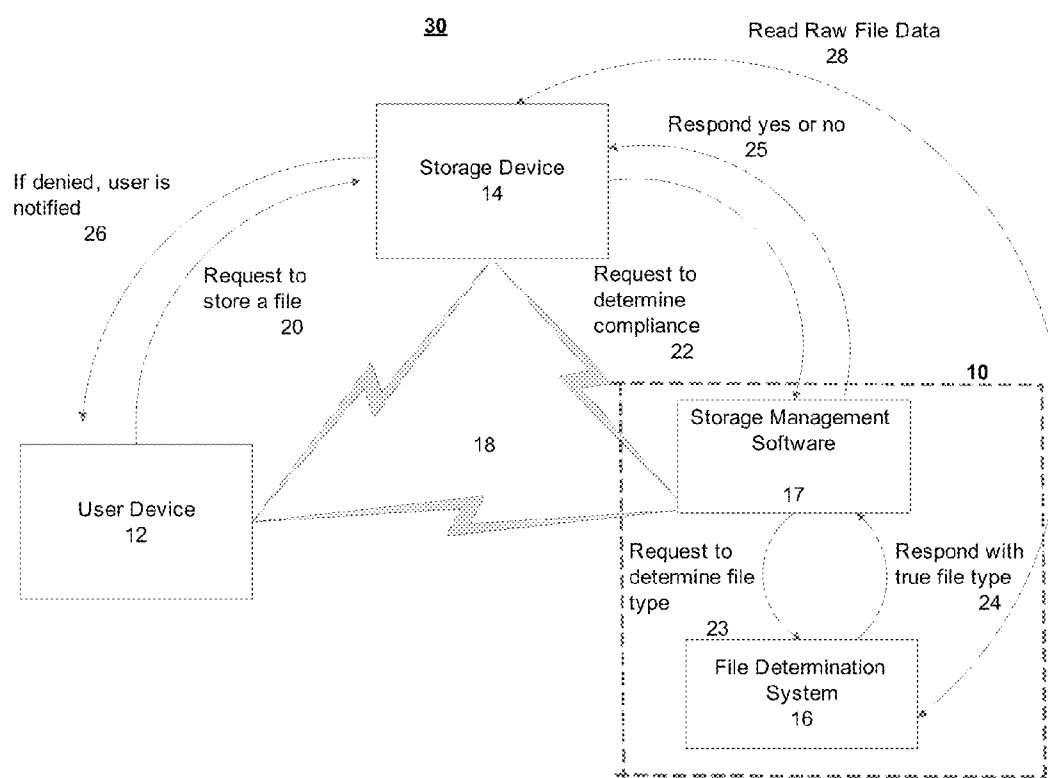 30
Read Raw File Data
28
Storage Device
14
Respond yes or no
25
If denied, user is
notified
26
Request to
store a file
20
Request to
determine
compliance
22
10
Storage Management
Software
17
18
User Device
12
Request to
determine file
type
23
Respond with
true file type
24
File Determination
System
16